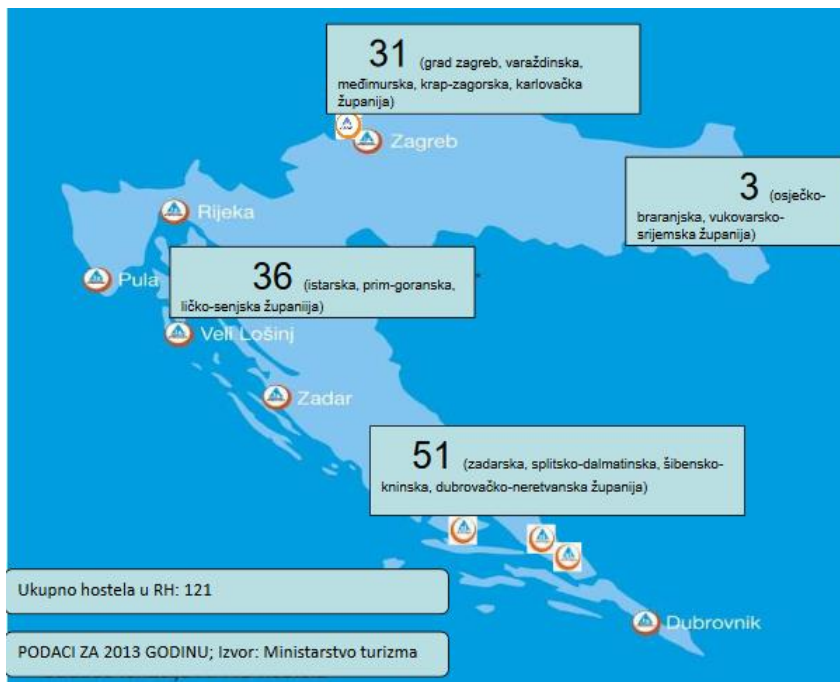 31 (grad zagreb, varaždinska,
međimurska, krap-zagorska, karlovačka
županija)
Zagreb
3 (osječko-
braranjska, vukovarsko-
srijemska županija)
Rijeka
36 (istarska, prim-goranska,
ličko-senjska županiija)
Pula
Veli Lošinj
Zadar
51 (zadarska, splitsko-dalmatinska, šibensko-
kninska, dubrovačko-neretvanska županija)
Ukupno hostela u RH: 121
Dubrovnik
PODACI ZA 2013 GODINU; Izvor: Ministarstvo turizma